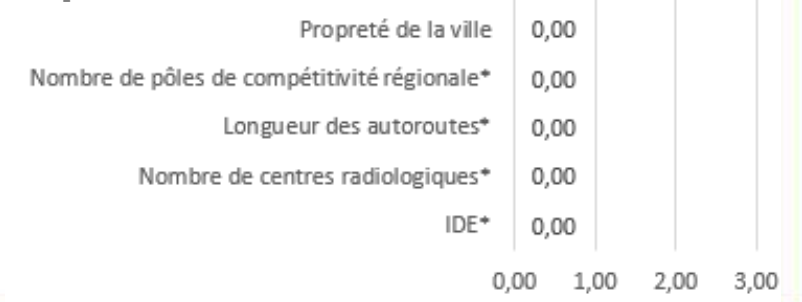 Propreté de la ville 0,00
Nombre de pôles de compétitivité régionale* 0,00
Longueur des autoroutes* 0,00
Nombre de centres radiologiques* 0,00
IDE* 0,00
0,00 1,00 2,00 3,00